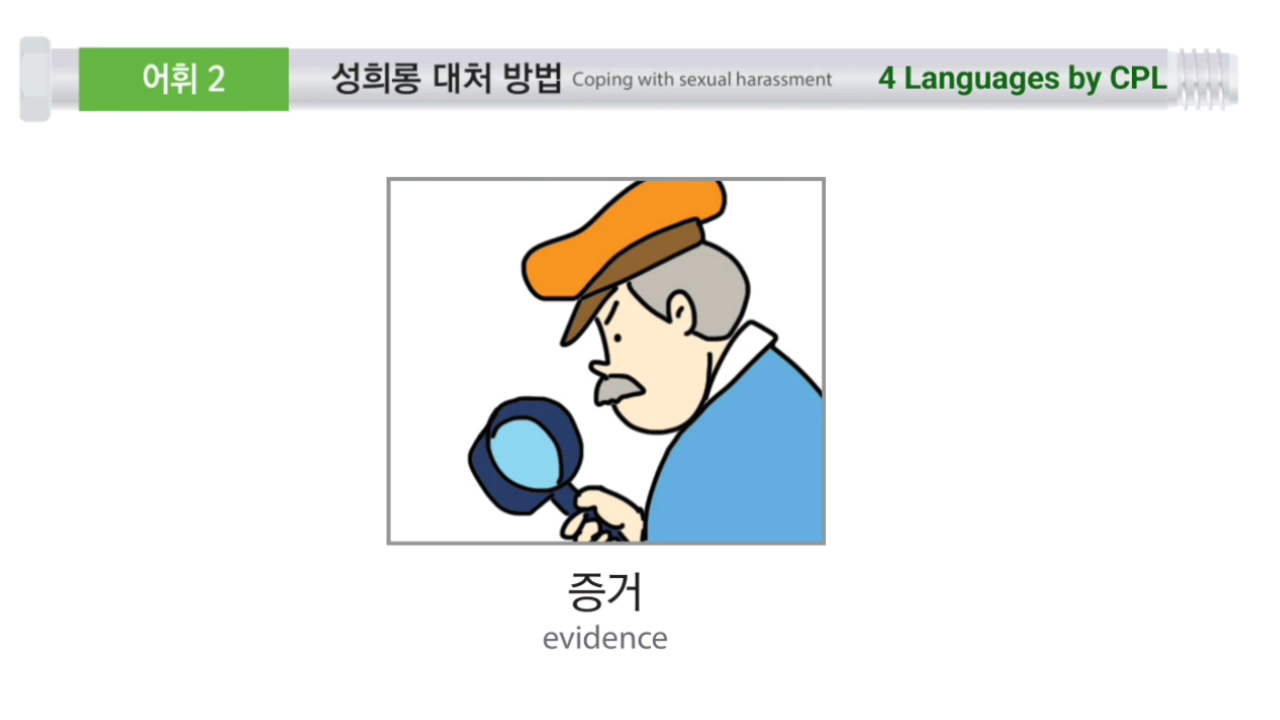 어휘 2 성희롱 대처 방법 Coping with sexual harassment 4 Languages by CPL
증거
evidence